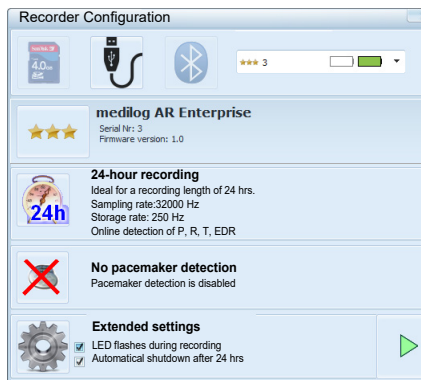 Recorder Configuration
SanDisk
4.0 GB
*** 3
medilog AR Enterprise
Serial Nr: 3
Firmware version: 1.0
24-hour recording
Ideal for a recording length of 24 hrs.
Sampling rate:32000 Hz
Storage rate: 250 Hz
Online detection of P, R, T, EDR
24h
No pacemaker detection
Pacemaker detection is disabled
Extended settings
LED flashes during recording
Automatical shutdown after 24 hrs